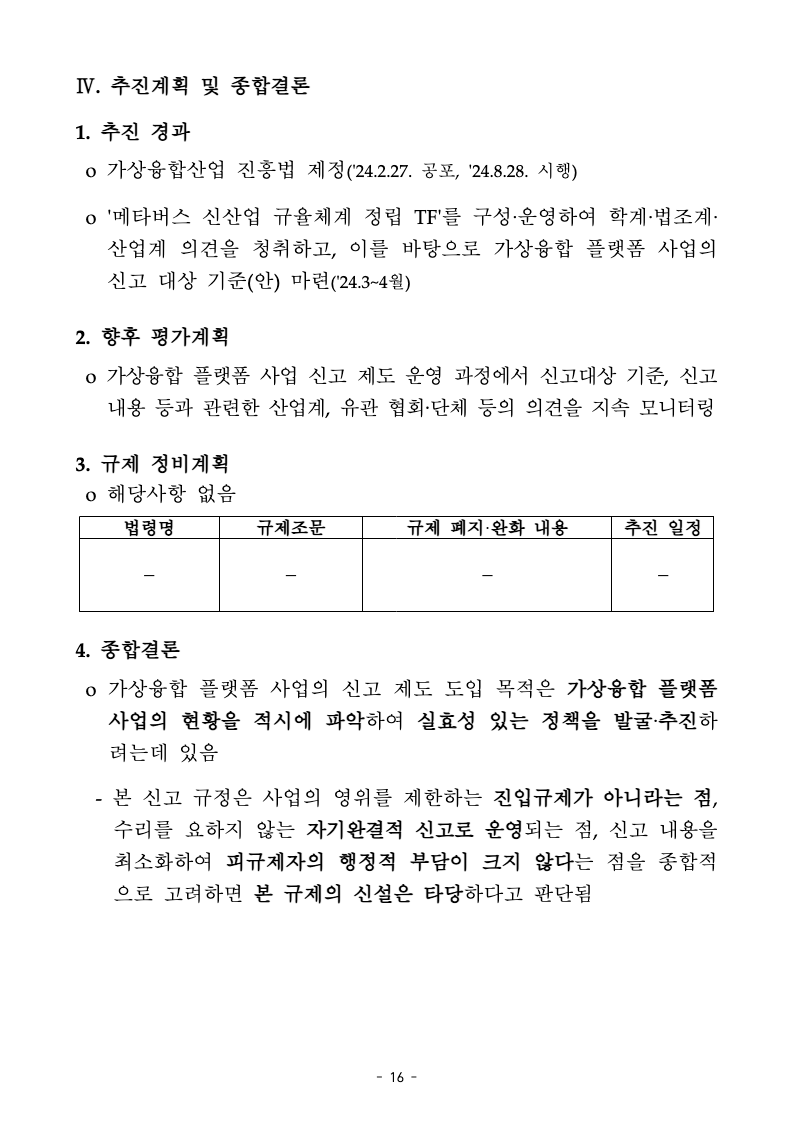 Ⅳ. 추진계획 및 종합결론
1. 추진 경과
o 가상융합산업 진흥법 제정('24.2.27. 공포, '24.8.28. 시행)
o '메타버스 신산업 규율체계 정립 TF'를 구성·운영하여 학계·법조계·
산업계 의견을 청취하고, 이를 바탕으로 가상융합 플랫폼 사업의
신고 대상 기준(안) 마련('24.3~4월)
2. 향후 평가계획
o 가상융합 플랫폼 사업 신고 제도 운영 과정에서 신고대상 기준, 신고
내용 등과 관련한 산업계, 유관 협회·단체 등의 의견을 지속 모니터링
3. 규제 정비계획
o 해당사항 없음
법령명 규제조문 규제 폐지·완화 내용 추진 일정
– – – –
4. 종합결론
o 가상융합 플랫폼 사업의 신고 제도 도입 목적은 가상융합 플랫폼
사업의 현황을 적시에 파악하여 실효성 있는 정책을 발굴·추진하
려는데 있음
- 본 신고 규정은 사업의 영위를 제한하는 진입규제가 아니라는 점,
수리를 요하지 않는 자기완결적 신고로 운영되는 점, 신고 내용을
최소화하여 피규제자의 행정적 부담이 크지 않다는 점을 종합적
으로 고려하면 본 규제의 신설은 타당하다고 판단됨
- 16 -